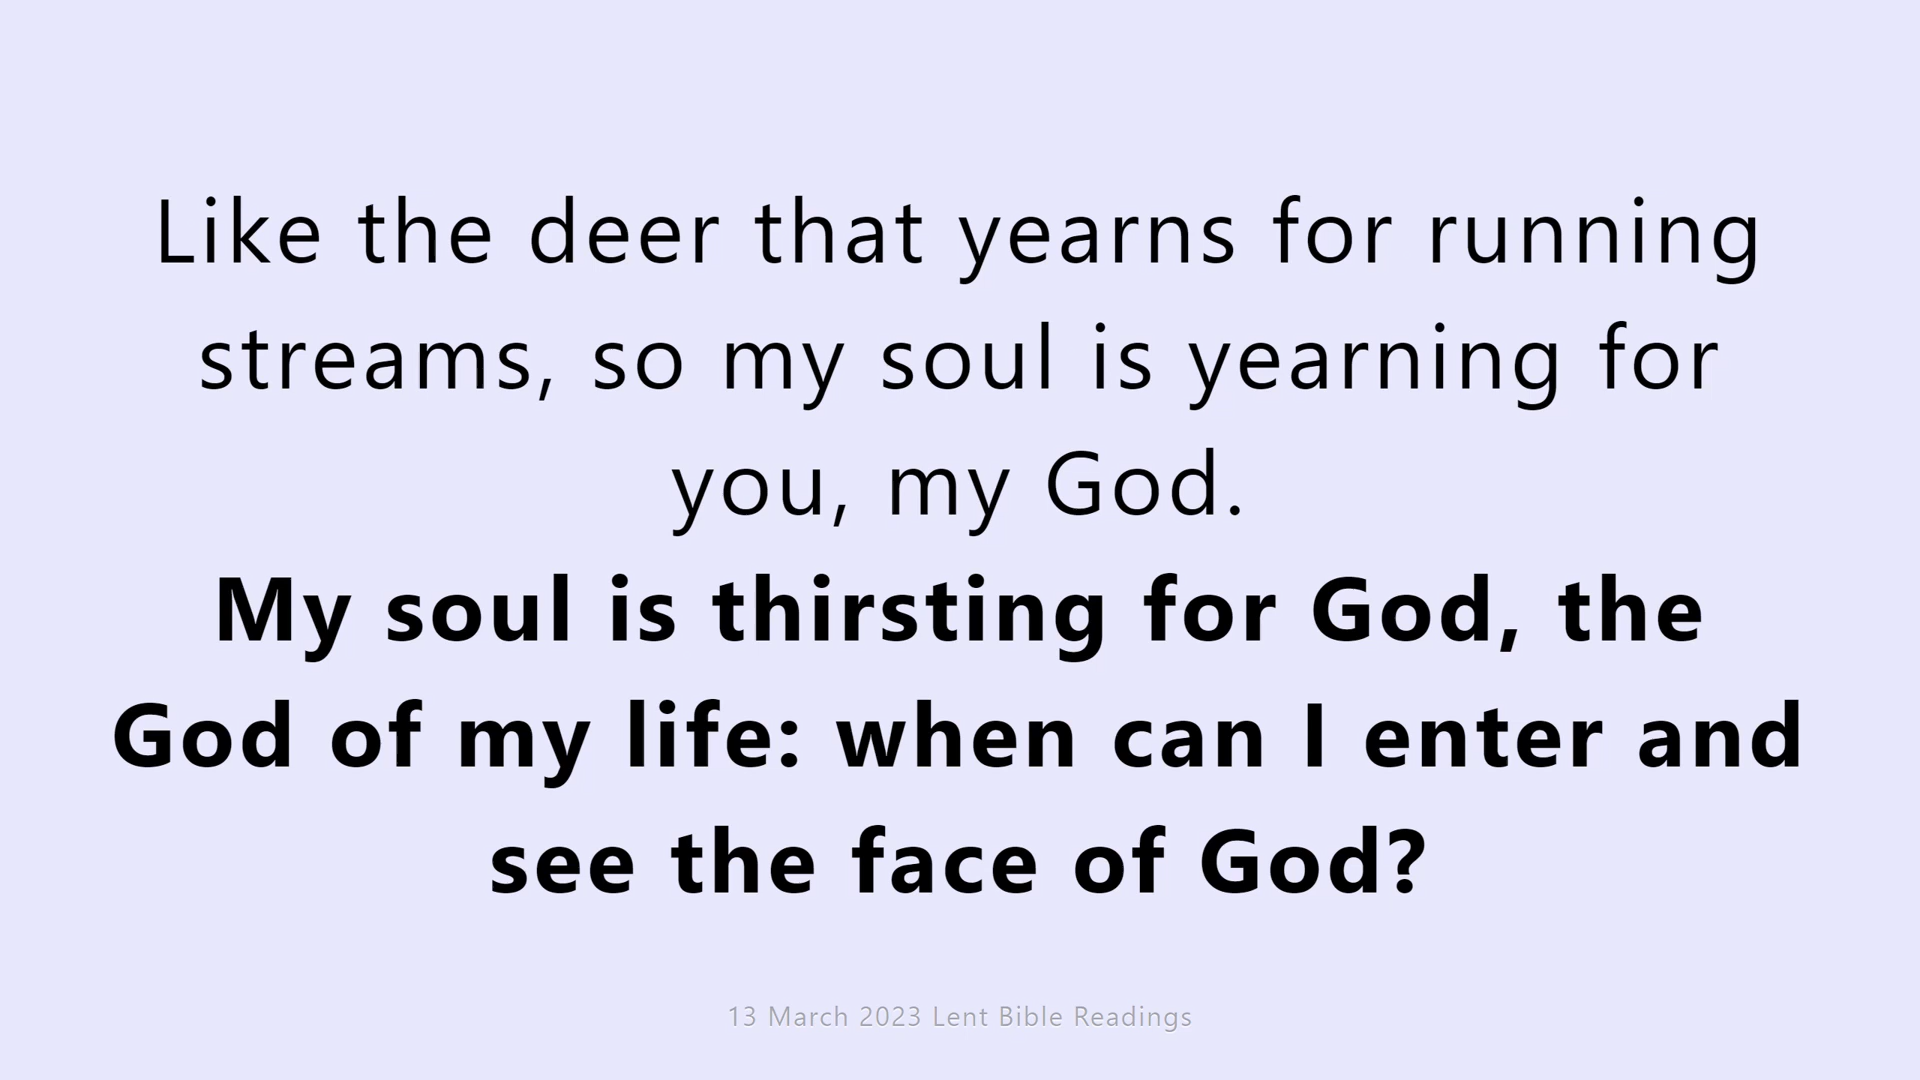 Like the deer that yearns for running
streams, so my soul is yearning for
you, my God.
My soul is thirsting for God, the
God of my life: when can I enter and
see the face of God?
13 March 2023 Lent Bible Readings